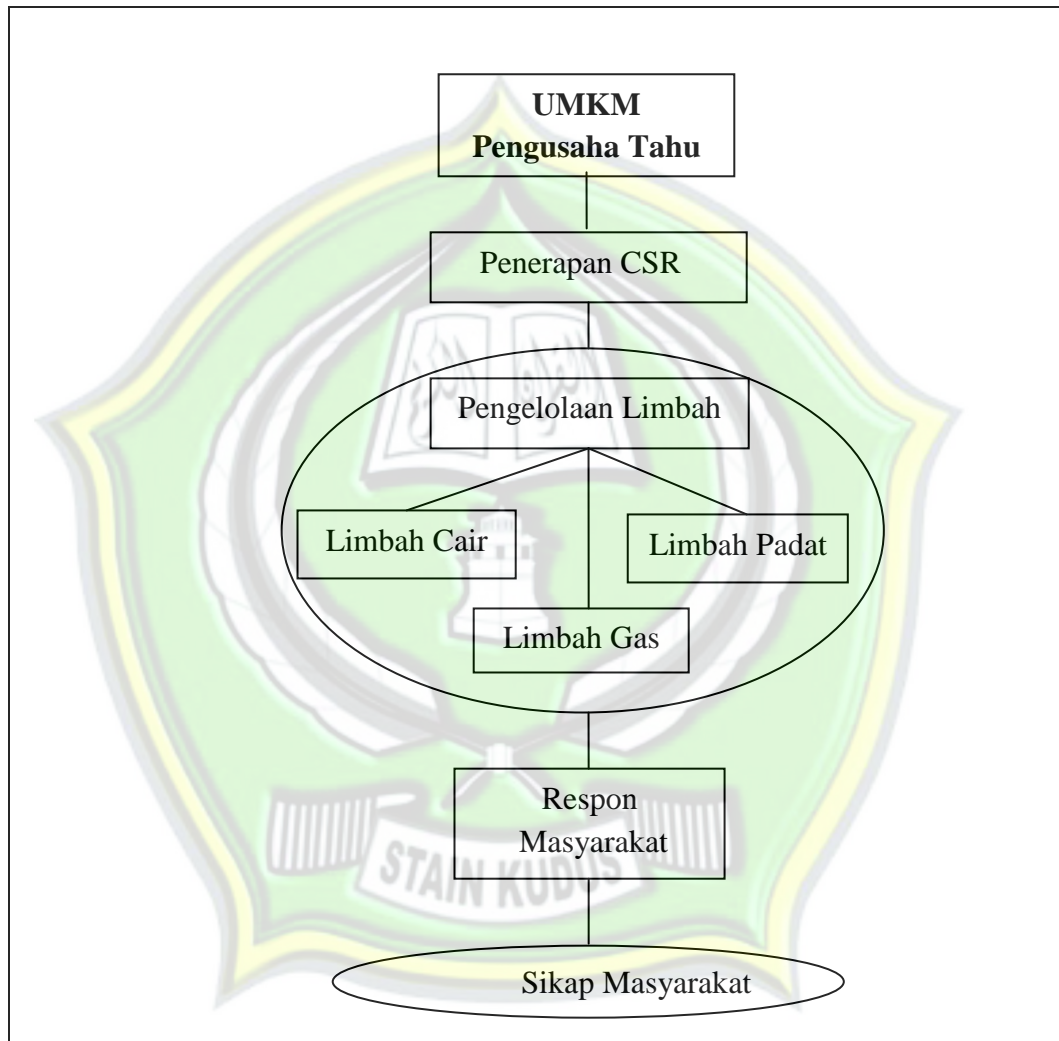 UMKM
Pengusaha Tahu
Penerapan CSR
Pengelolaan Limbah
Limbah Cair
Limbah Padat
Limbah Gas
Respon
Masyarakat
STAIN KUDUS
Sikap Masyarakat